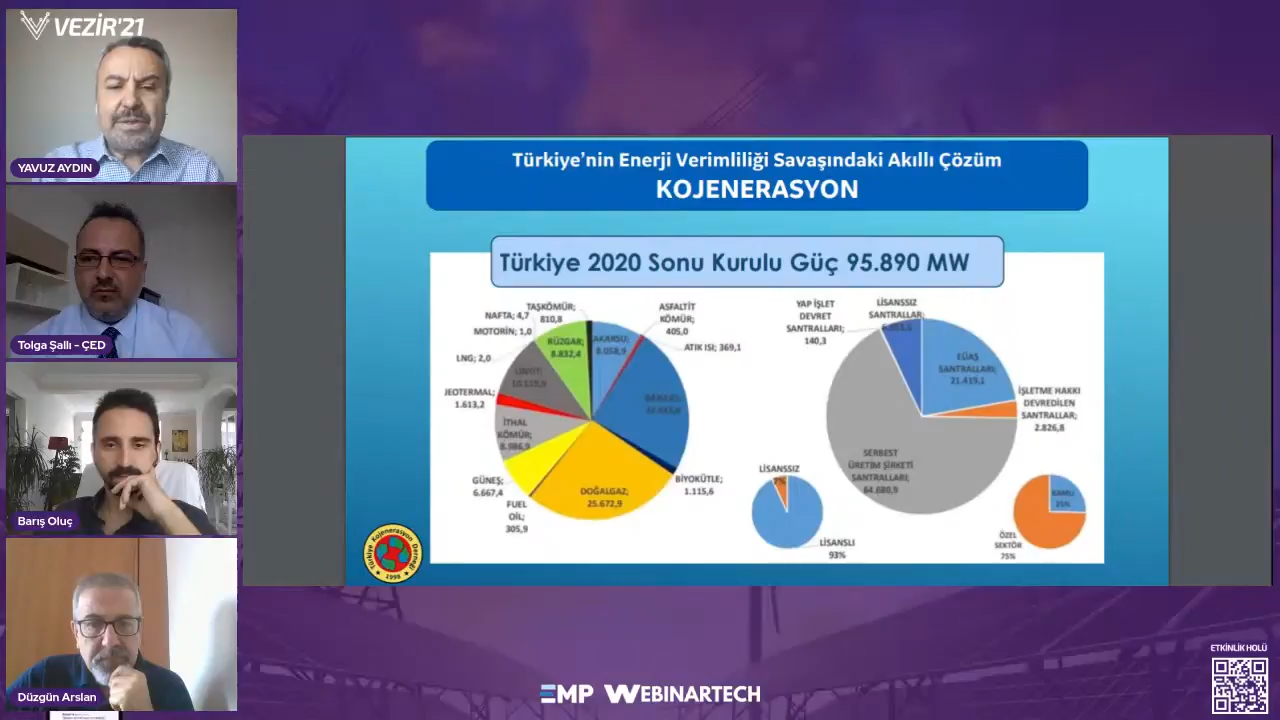 VEZİR'21
YAVUZ AYDIN
Tolga Şallı - ÇED
Barış Oluç
Düzgün Arslan
Türkiye'nin Enerji Verimliliği Savaşındaki Akıllı Çözüm
KOJENERASYON
Türkiye 2020 Sonu Kurulu Güç 95.890 MW
TAŞKÖMÜR;
810,8
NAFTA; 4,7
MOTORİN; 1,0
LNG; 2,0
RÜZGAR;
8.832,4
AKARSU;
8.058,9
ASFALTİT
KÖMÜR;
405,0
ATIK ISI; 369,1
LİNYİT;
JEOTERMAL;
1.613,2
İTHAL
KÖMÜR;
8.986,9
GÜNEŞ;
6.667,4
FUEL
OİL;
305,9
DOĞALGAZ;
25.672,9
BİYOKÜTLE;
1.115,6
YAP İŞLET
DEVRET
SANTRALLARI;
140,3
LİSANSSIZ
SANTRALLAR;
EÜAŞ
SANTRALLARI;
21.419,1
İŞLETME HAKKI
DEVREDİLEN
SANTRALLAR;
2.826,8
SERBEST
ÜRETİM ŞİRKETİ
SANTRALLARI;
64.680,9
LİSANSSIZ
7%
LİSANSLI
93%
KAMU
25%
ÖZEL
SEKTÖR
75%
Türkiye Kojenerasyon Derneği
1998
EMP WEBINARTECH
ETKİNLİK HOLÜ